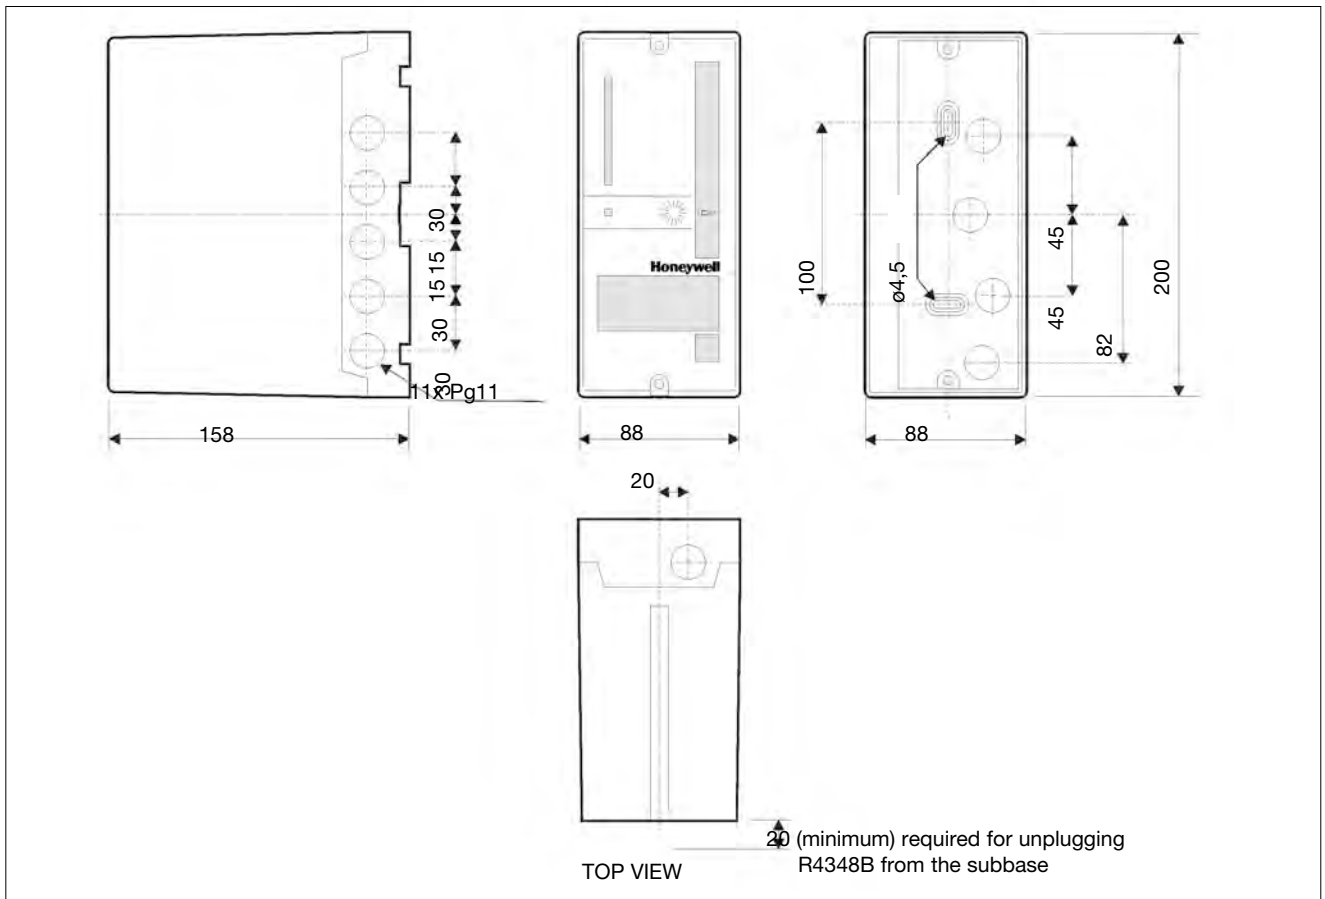 30
15 15
30
30
11x Pg11
158
Honeywell
88
100
ø4,5
45
45
82
200
88
20
20 (minimum) required for unplugging
R4348B from the subbase
TOP VIEW